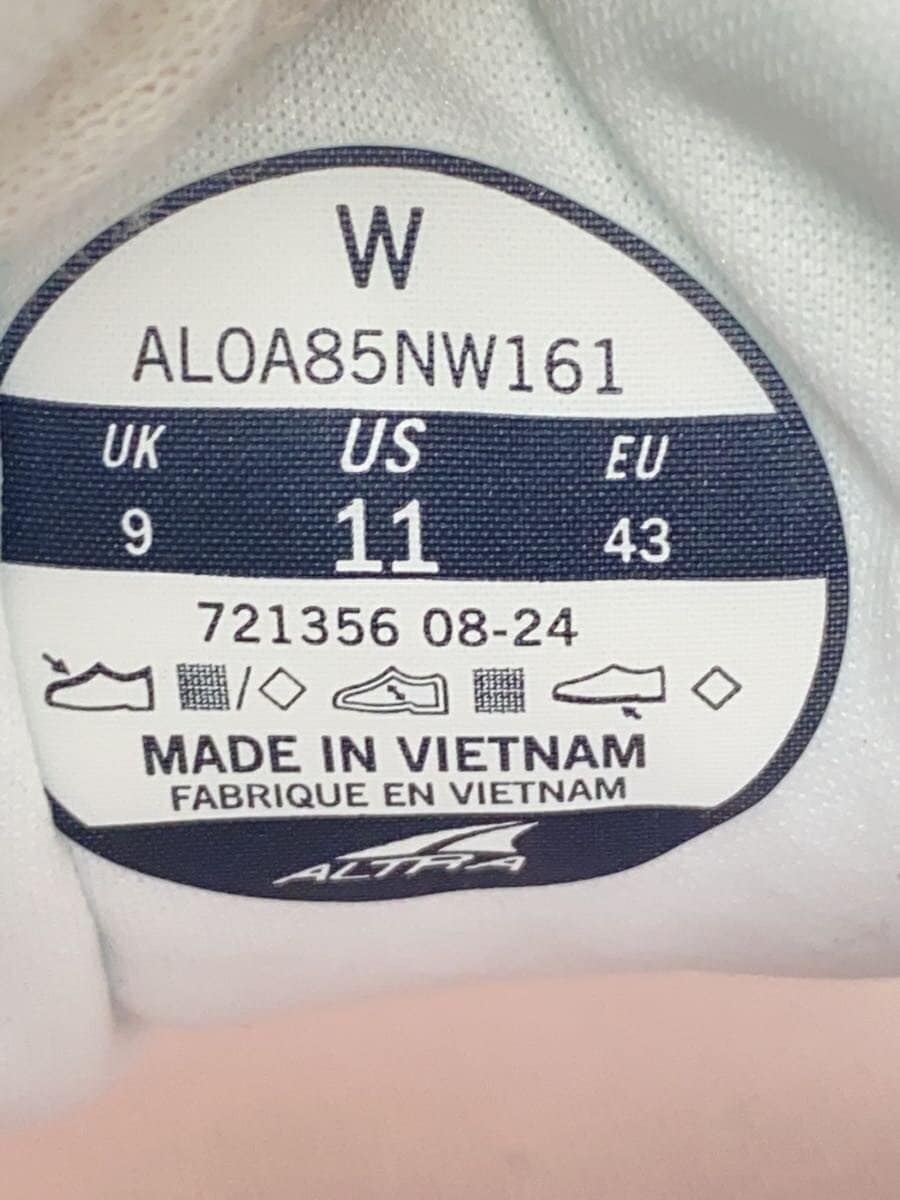 W
AL0A85NW161
UK US EU
9 11 43
721356 08-24
/
MADE IN VIETNAM
FABRIQUE EN VIETNAM
ALTRA